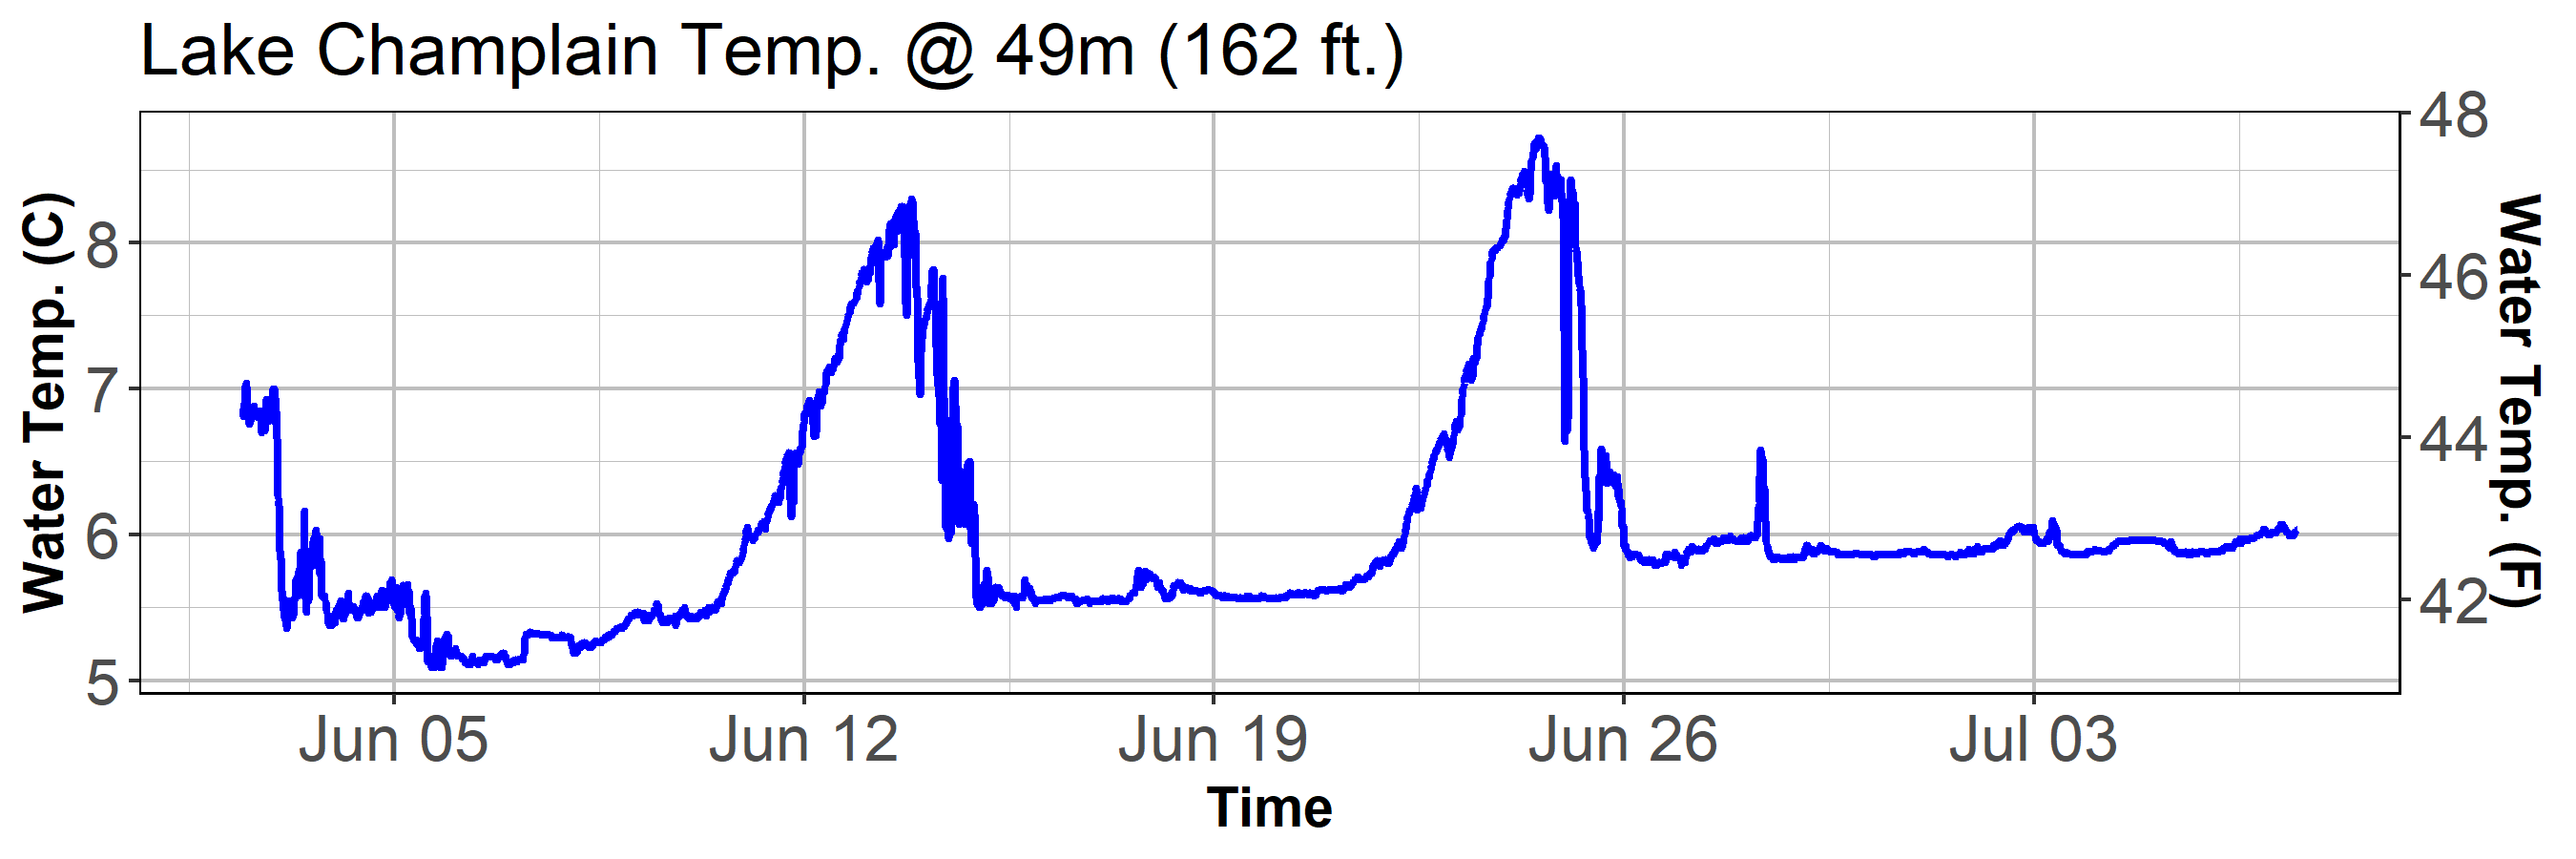 Lake Champlain Temp. @ 49m (162 ft.)
Water Temp. (C)
8
7
6
5
48
46
44
42
Water Temp. (F)
Jun 05 Jun 12 Jun 19 Jun 26 Jul 03
Time